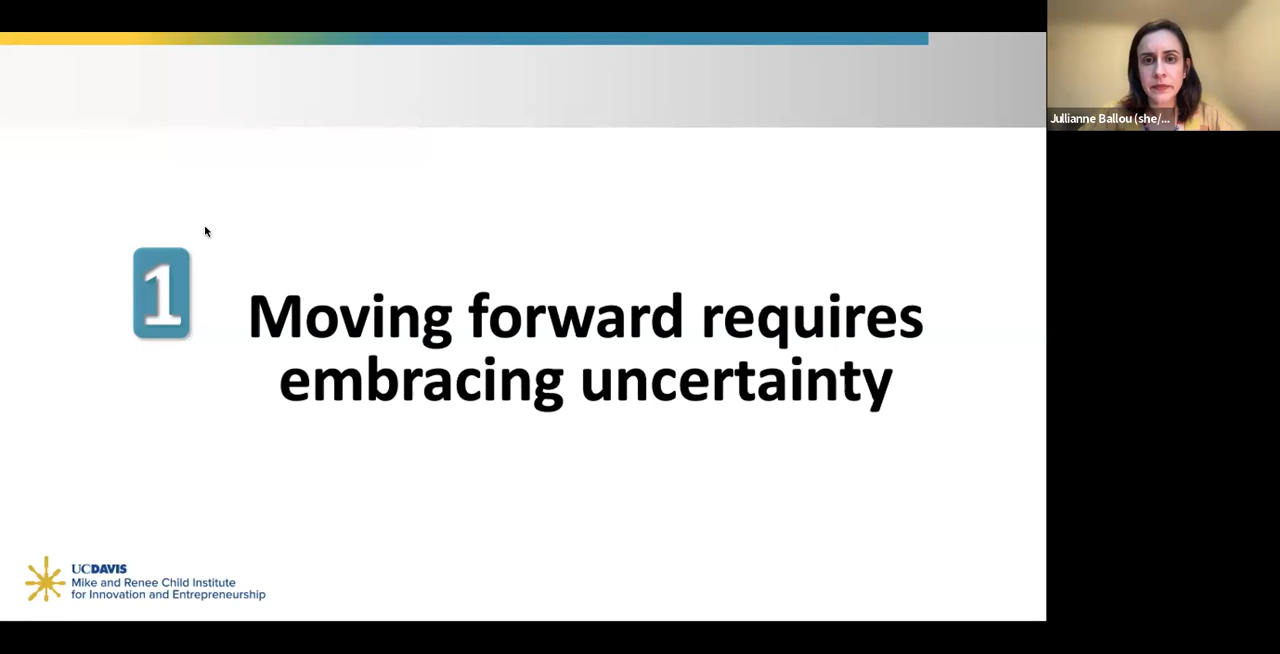 Jullianne Ballou (she/...
1
Moving forward requires
embracing uncertainty
UCDAVIS
Mike and Renee Child Institute
for Innovation and Entrepreneurship